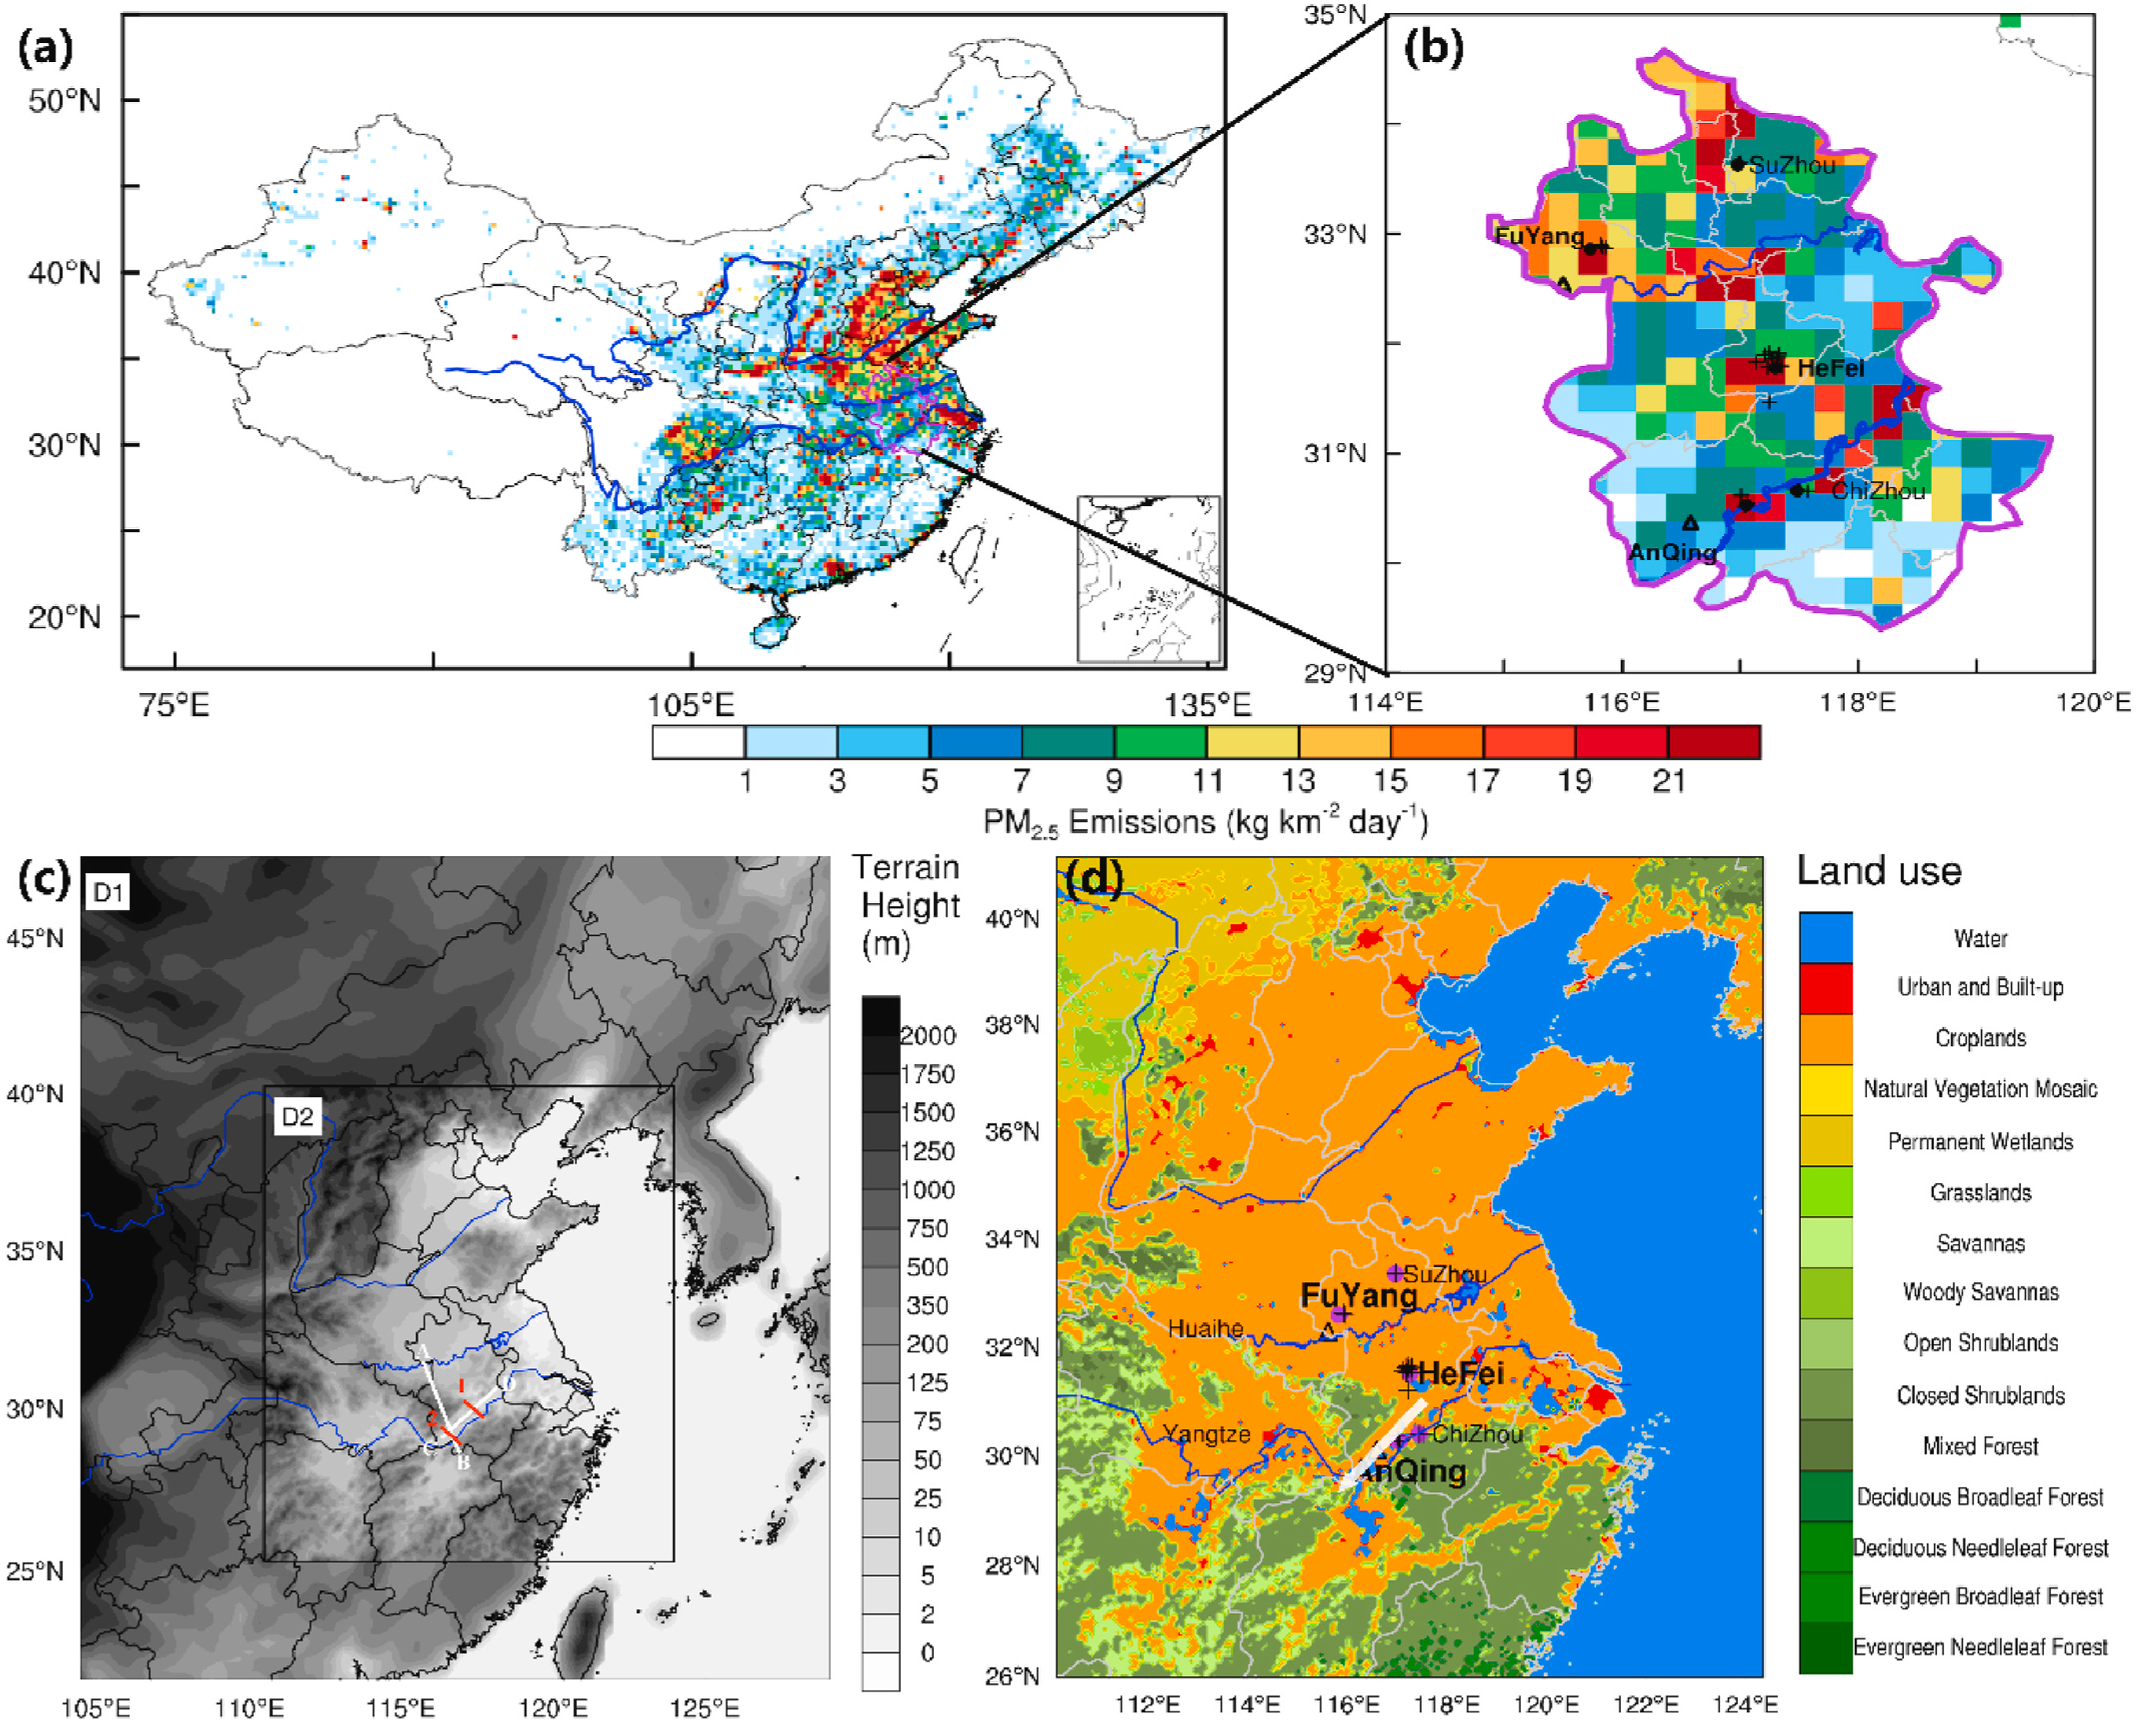 (a)
50°N
40°N
30°N
20°N
75°E
105°E
135°E
(b)
35°N
33°N
31°N
29°N
114°E
116°E
118°E
120°E
SuZhou
FuYang
HeFei
ChiZhou
AnQing
1 3 5 7 9 11 13 15 17 19 21
PM2.5 Emissions (kg km-2 day-1)
(c)
D1
D2
45°N
40°N
35°N
30°N
25°N
105°E
110°E
115°E
120°E
125°E
A
1
D
2
C
B
Terrain
Height
(m)
2000
1750
1500
1250
1000
750
500
350
200
125
75
50
25
10
5
2
0
(d)
40°N
38°N
36°N
34°N
32°N
30°N
28°N
26°N
112°E
114°E
116°E
118°E
120°E
122°E
124°E
SuZhou
FuYang
Huaihe
HeFei
Yangtze
ChiZhou
AnQing
Land use
Water
Urban and Built-up
Croplands
Natural Vegetation Mosaic
Permanent Wetlands
Grasslands
Savannas
Woody Savannas
Open Shrublands
Closed Shrublands
Mixed Forest
Deciduous Broadleaf Forest
Deciduous Needleleaf Forest
Evergreen Broadleaf Forest
Evergreen Needleleaf Forest